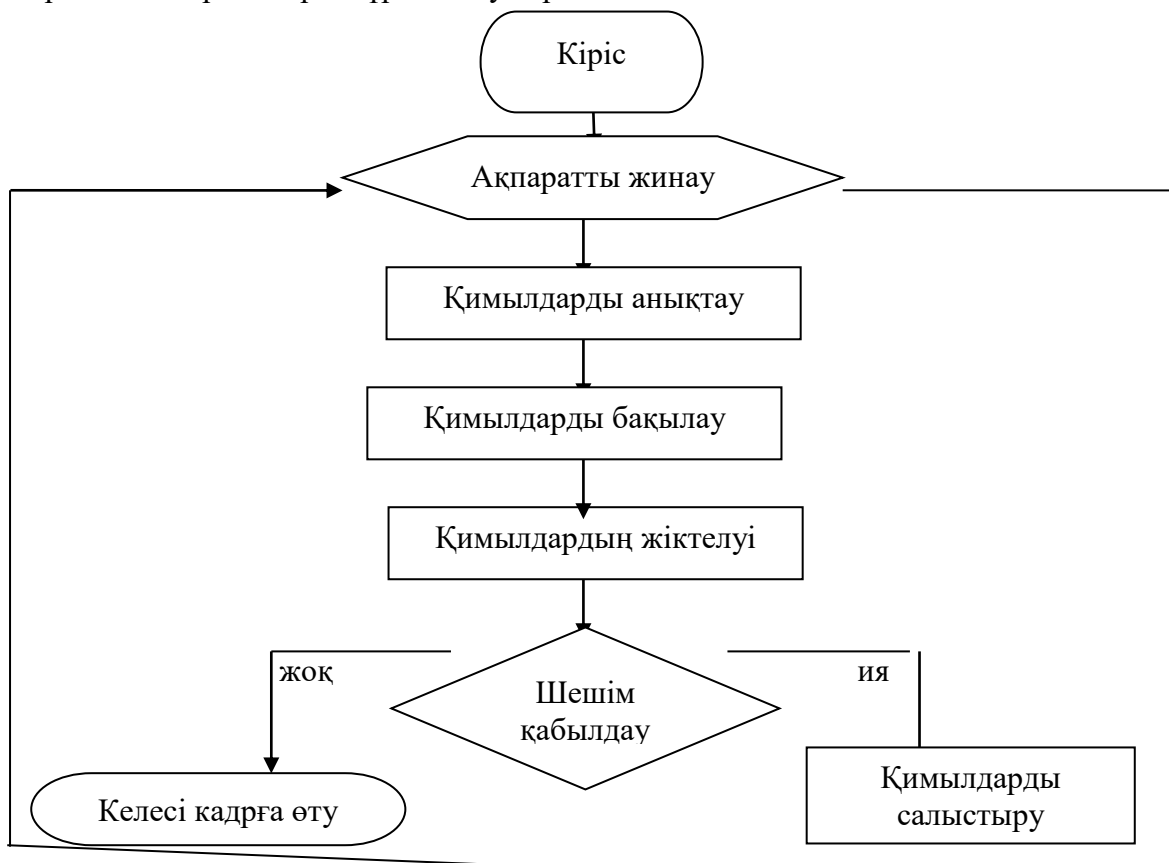 Кіріс
Ақпаратты жинау
Қимылдарды анықтау
Қимылдарды бақылау
Қимылдардың жіктелуі
жоқ
ия
Шешім
қабылдау
Келесі кадрға өту
Қимылдарды
салыстыру